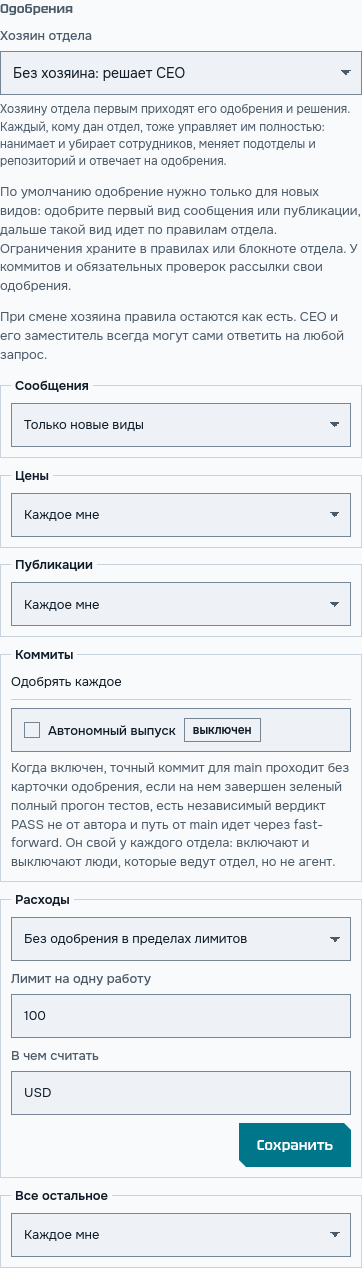 Одобрения
Хозяин отдела
Без хозяина: решает CEO
Хозяину отдела первым приходят его одобрения и решения.
Каждый, кому дан отдел, тоже управляет им полностью:
нанимает и убирает сотрудников, меняет подотделы и
репозиторий и отвечает на одобрения.
По умолчанию одобрение нужно только для новых
видов: одобрите первый вид сообщения или публикации,
дальше такой вид идет по правилам отдела.
Ограничения храните в правилах или блокноте отдела. У
коммитов и обязательных проверок рассылки свои
одобрения.
При смене хозяина правила остаются как есть. CEO и
его заместитель всегда могут сами ответить на любой
запрос.
Сообщения
Только новые виды
Цены
Каждое мне
Публикации
Каждое мне
Коммиты
Одобрять каждое
Автономный выпуск выключен
Когда включен, точный коммит для main проходит без
карточки одобрения, если на нем завершен зеленый
полный прогон тестов, есть независимый вердикт
PASS не от автора и путь от main идет через fast-
forward. Он свой у каждого отдела: включают и
выключают люди, которые ведут отдел, но не агент.
Расходы
Без одобрения в пределах лимитов
Лимит на одну работу
100
В чем считать
USD
Сохранить
Все остальное
Каждое мне